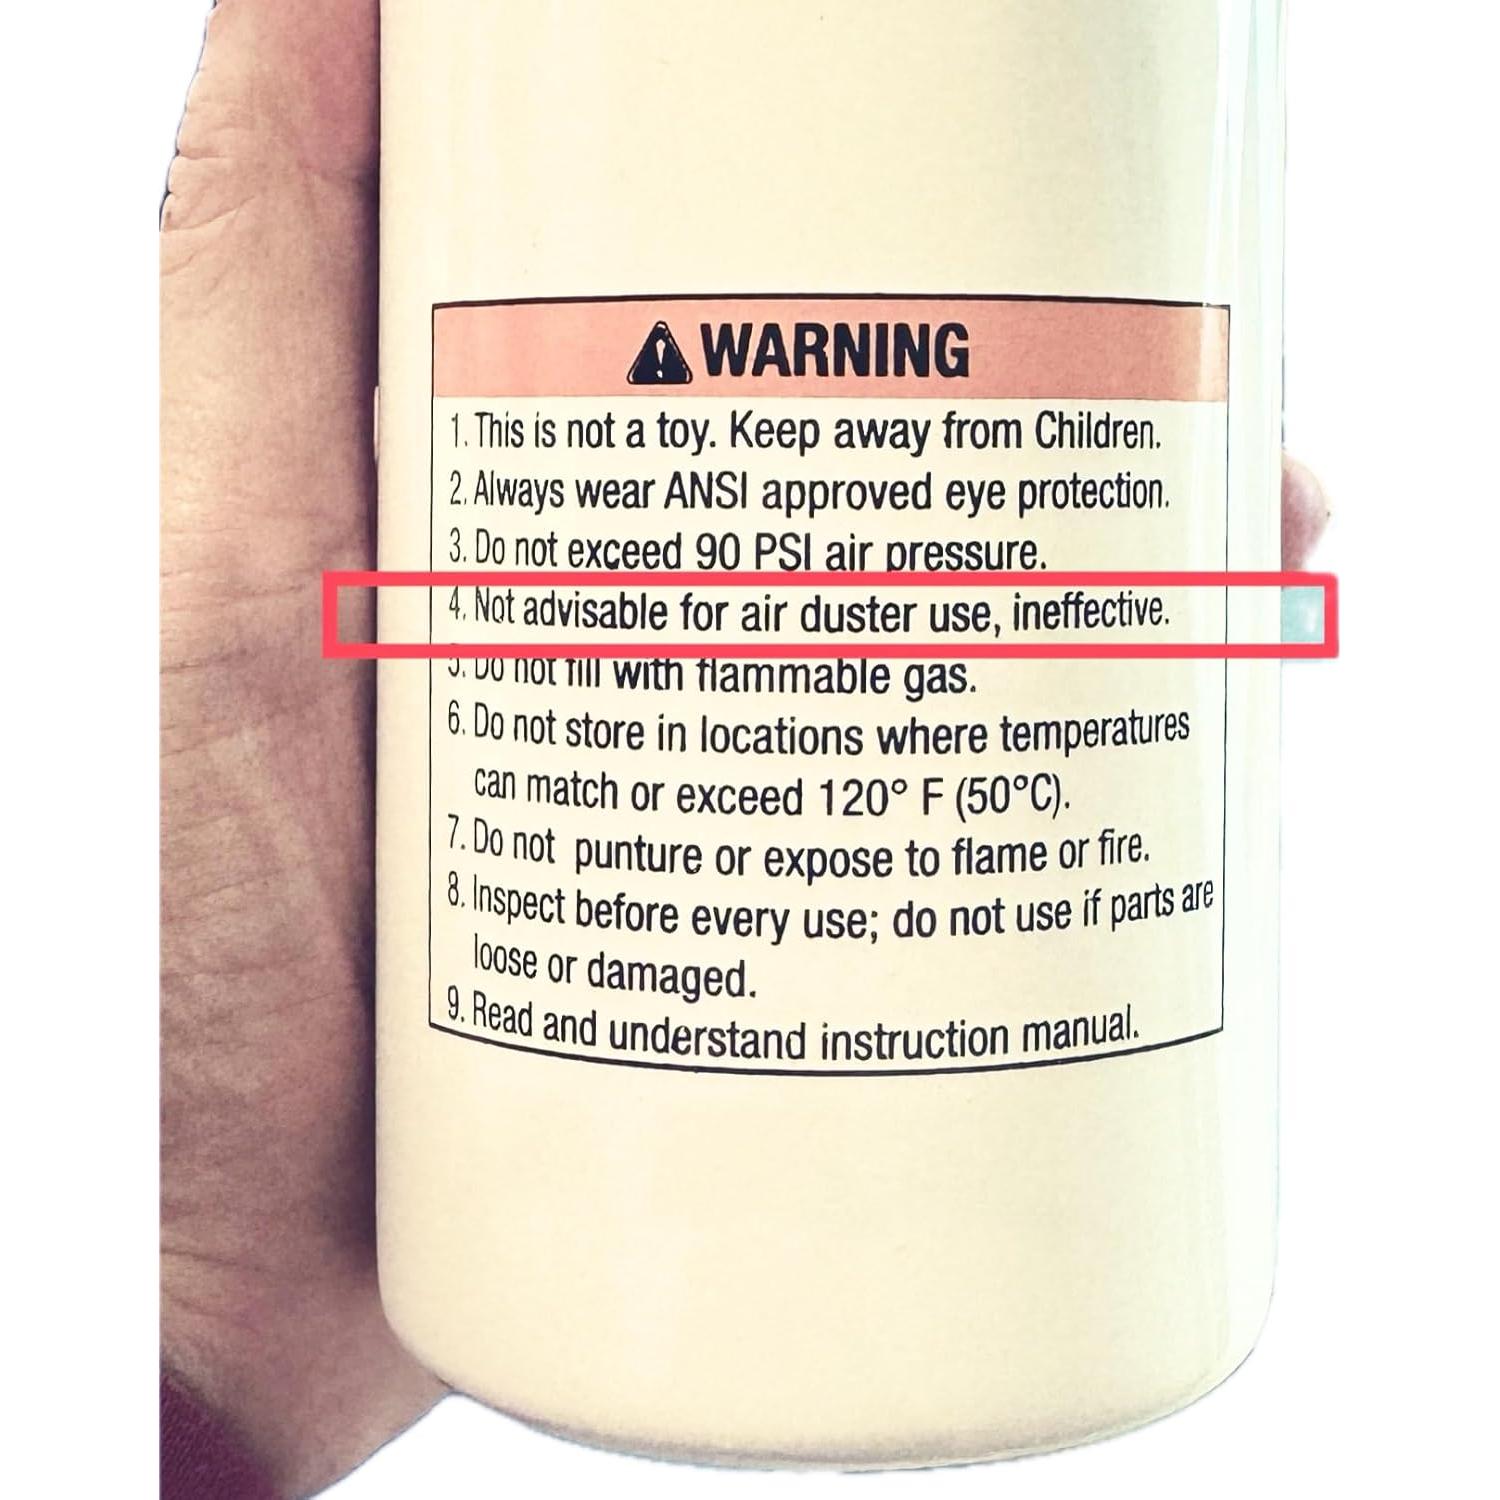 WARNING
1. This is not a toy. Keep away from Children.
2. Always wear ANSI approved eye protection.
3. Do not exceed 90 PSI air pressure.
4. Not advisable for air duster use, ineffective.
5. Do not fill with flammable gas.
6. Do not store in locations where temperatures
can match or exceed 120° F (50°C).
7. Do not punture or expose to flame or fire.
8. Inspect before every use; do not use if parts are
loose or damaged.
9. Read and understand instruction manual.